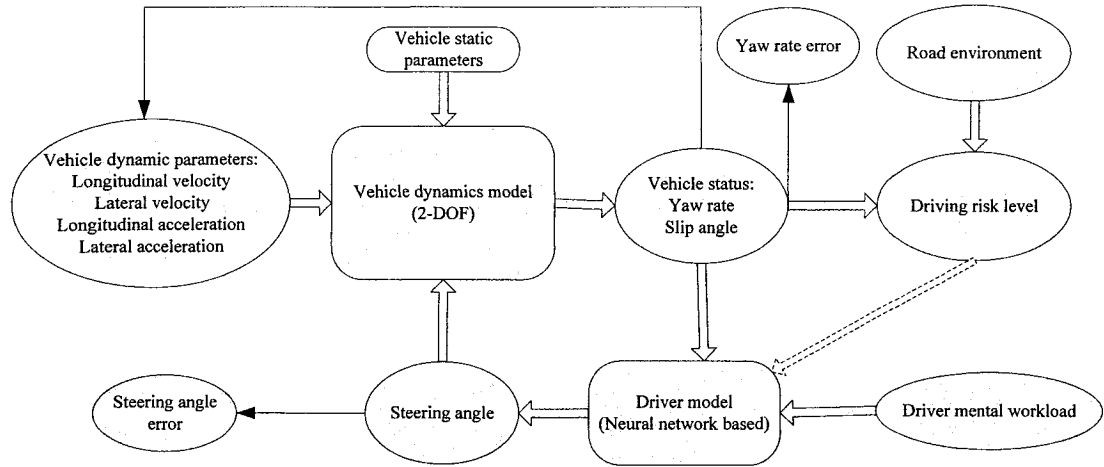 Vehicle static
parameters
Yaw rate error
Road environment
Vehicle dynamic parameters:
Longitudinal velocity
Lateral velocity
Longitudinal acceleration
Lateral acceleration
Vehicle dynamics model
(2-DOF)
Vehicle status:
Yaw rate
Slip angle
Driving risk level
Steering angle
error
Steering angle
Driver model
(Neural network based)
Driver mental workload